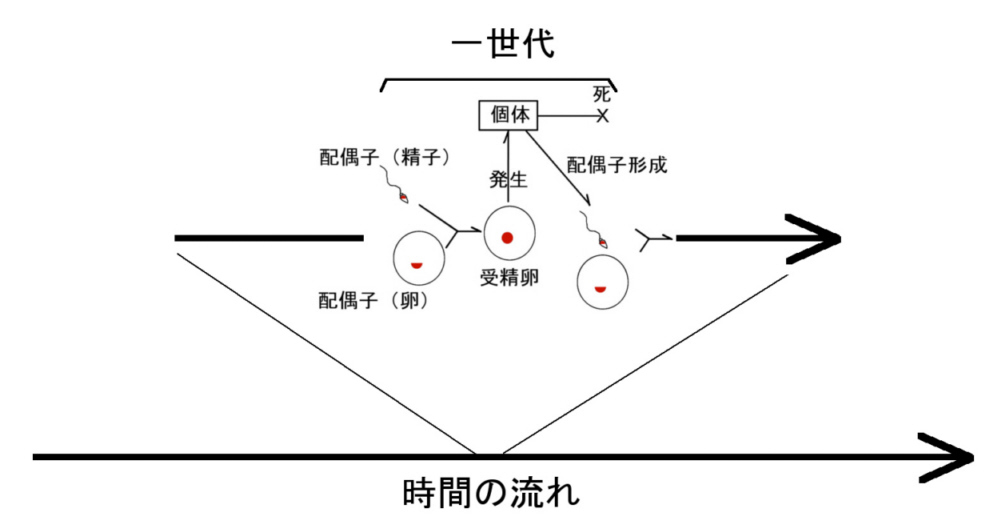 一世代
死
個体
配偶子（精子）
配偶子形成
発生
受精卵
配偶子（卵）
時間の流れ